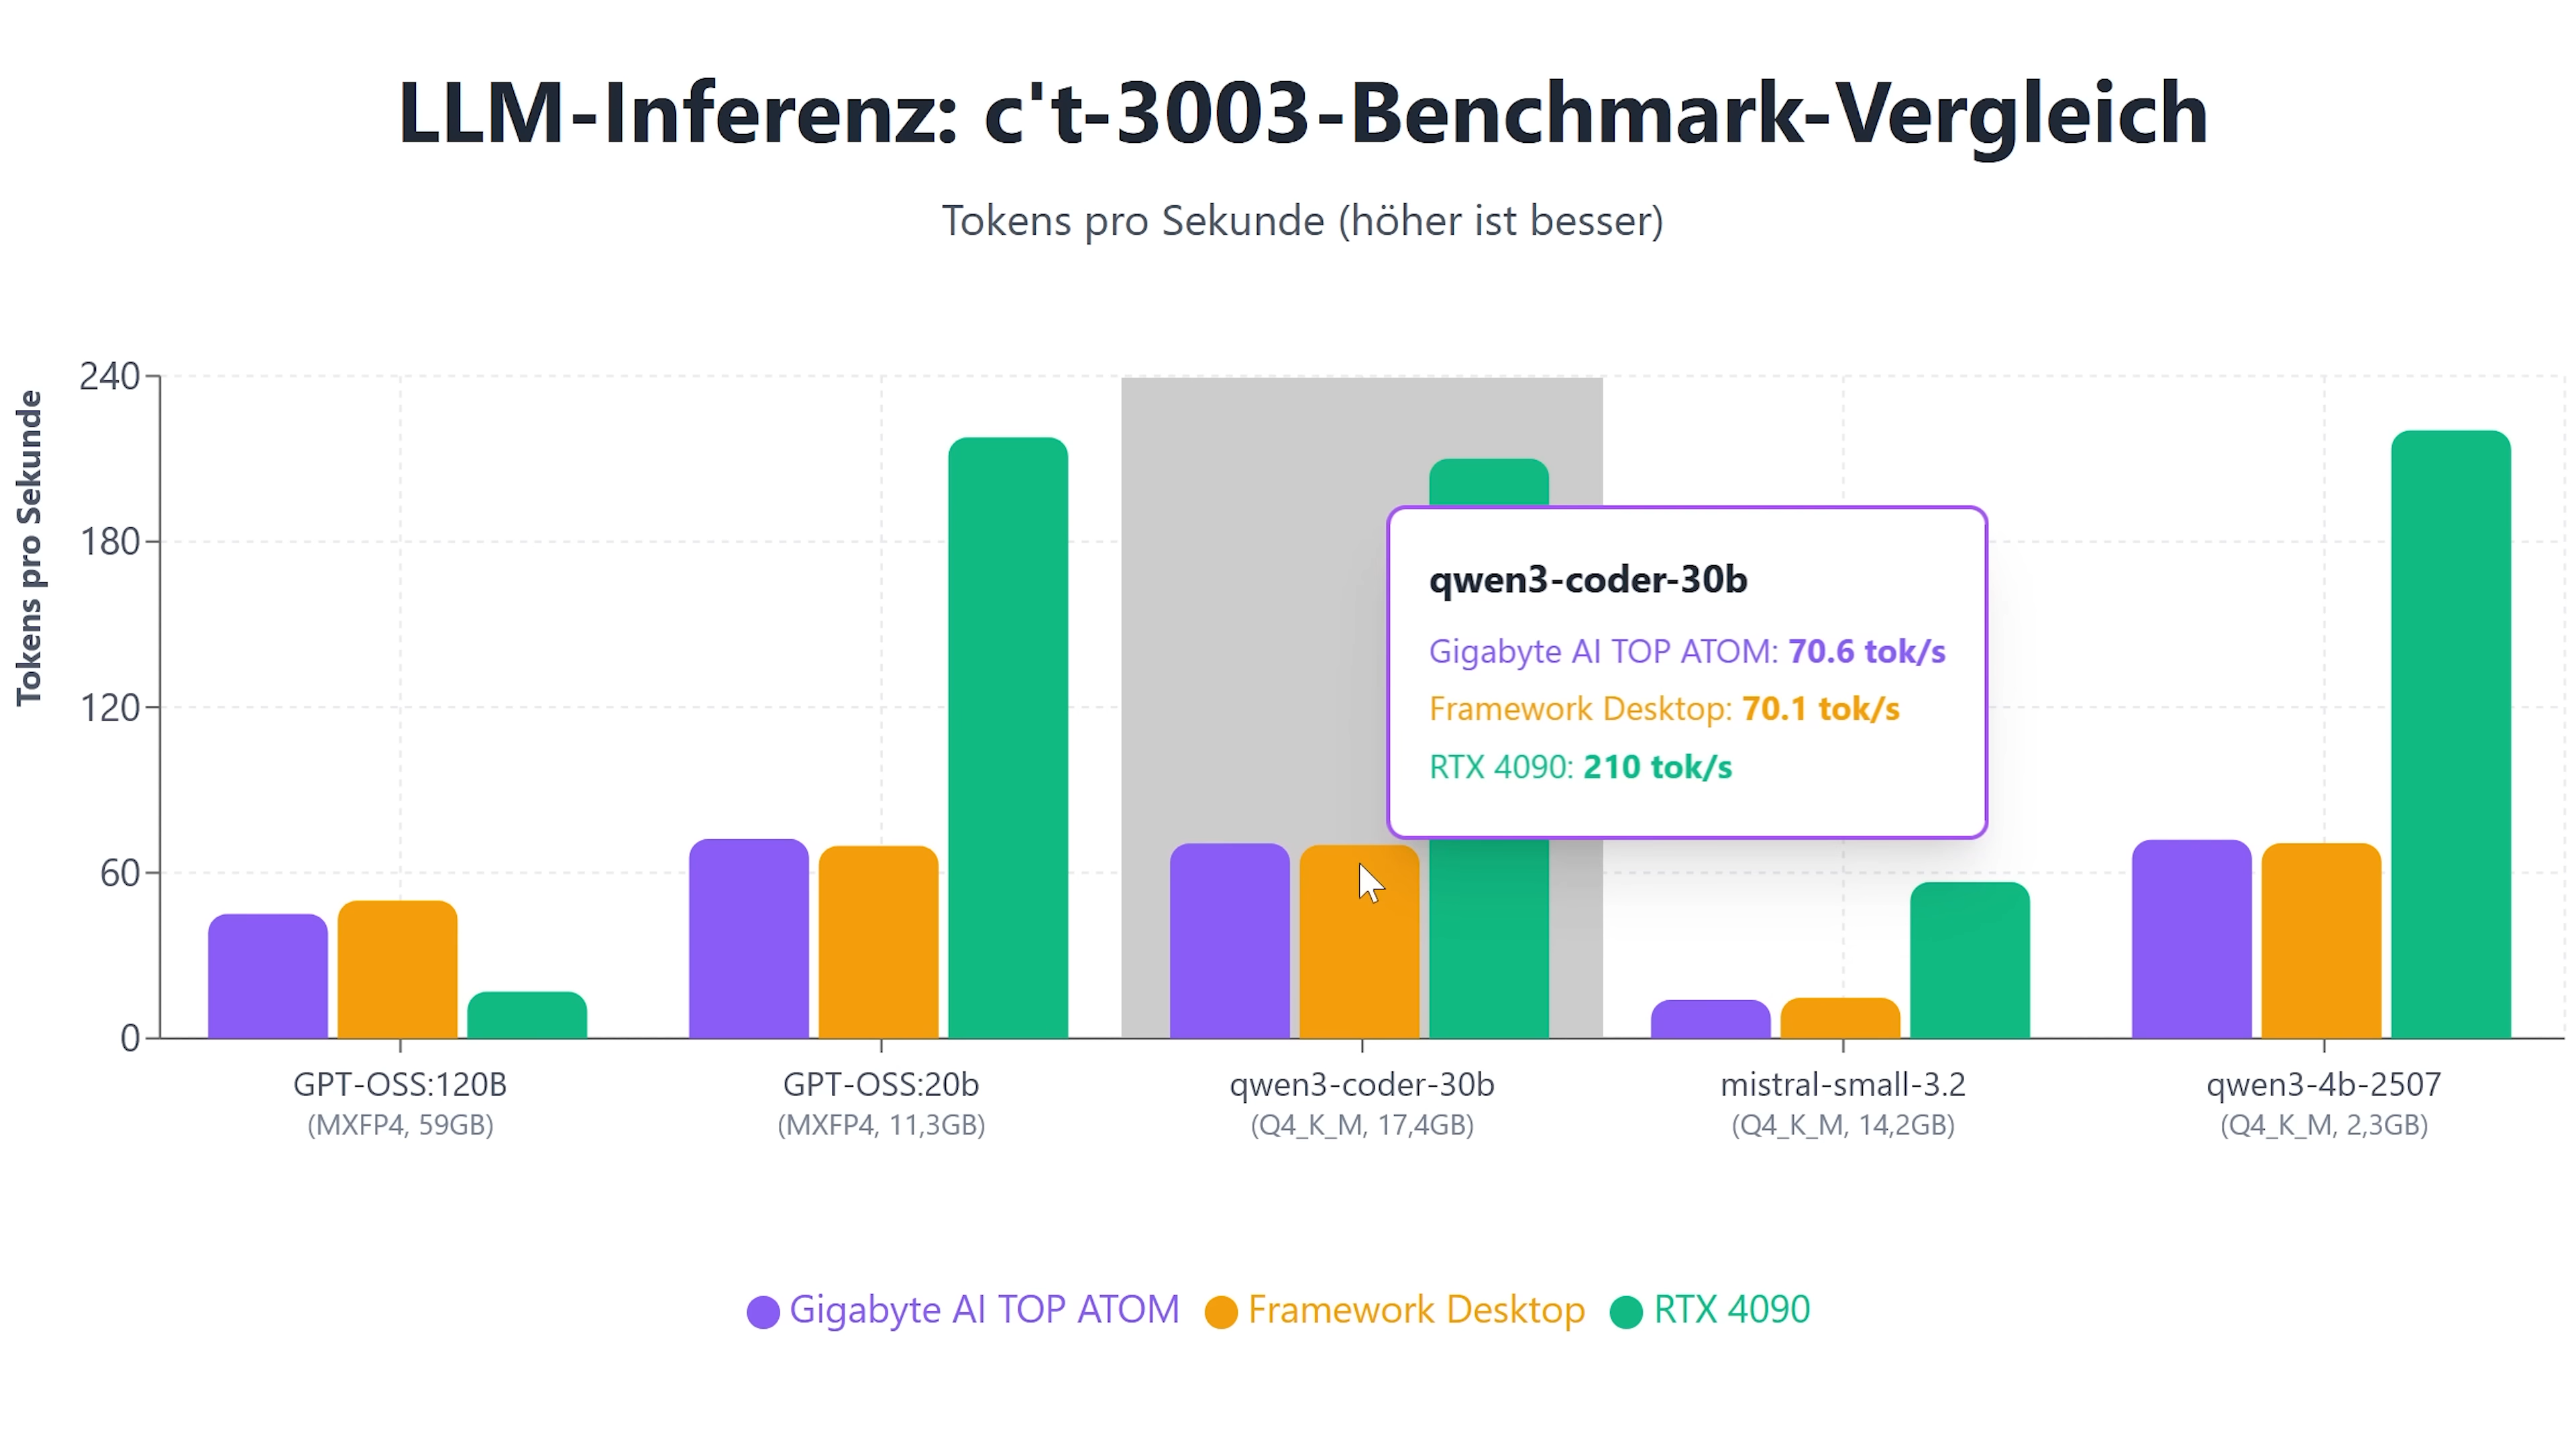 LLM-Inferenz: c't-3003-Benchmark-Vergleich
Tokens pro Sekunde (höher ist besser)
Tokens pro Sekunde
240
180
120
60
0
qwen3-coder-30b
Gigabyte AI TOP ATOM: 70.6 tok/s
Framework Desktop: 70.1 tok/s
RTX 4090: 210 tok/s
GPT-OSS:120B
(MXFP4, 59GB)
GPT-OSS:20b
(MXFP4, 11,3GB)
qwen3-coder-30b
(Q4_K_M, 17,4GB)
mistral-small-3.2
(Q4_K_M, 14,2GB)
qwen3-4b-2507
(Q4_K_M, 2,3GB)
Gigabyte AI TOP ATOM
Framework Desktop
RTX 4090